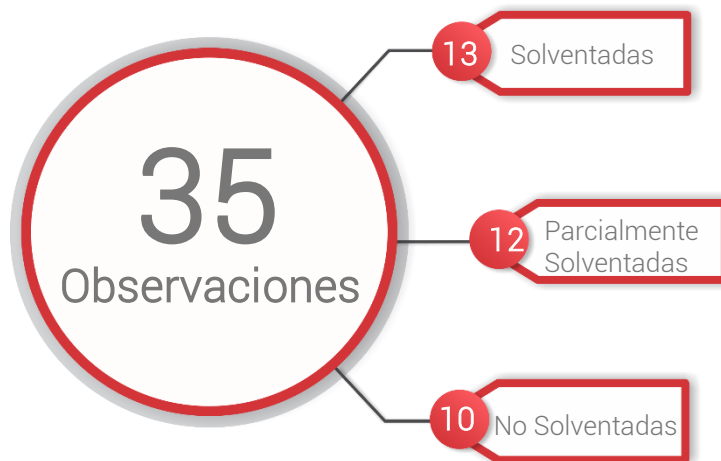 35
Observaciones
13
Solventadas
12
Parcialmente
Solventadas
10
No Solventadas